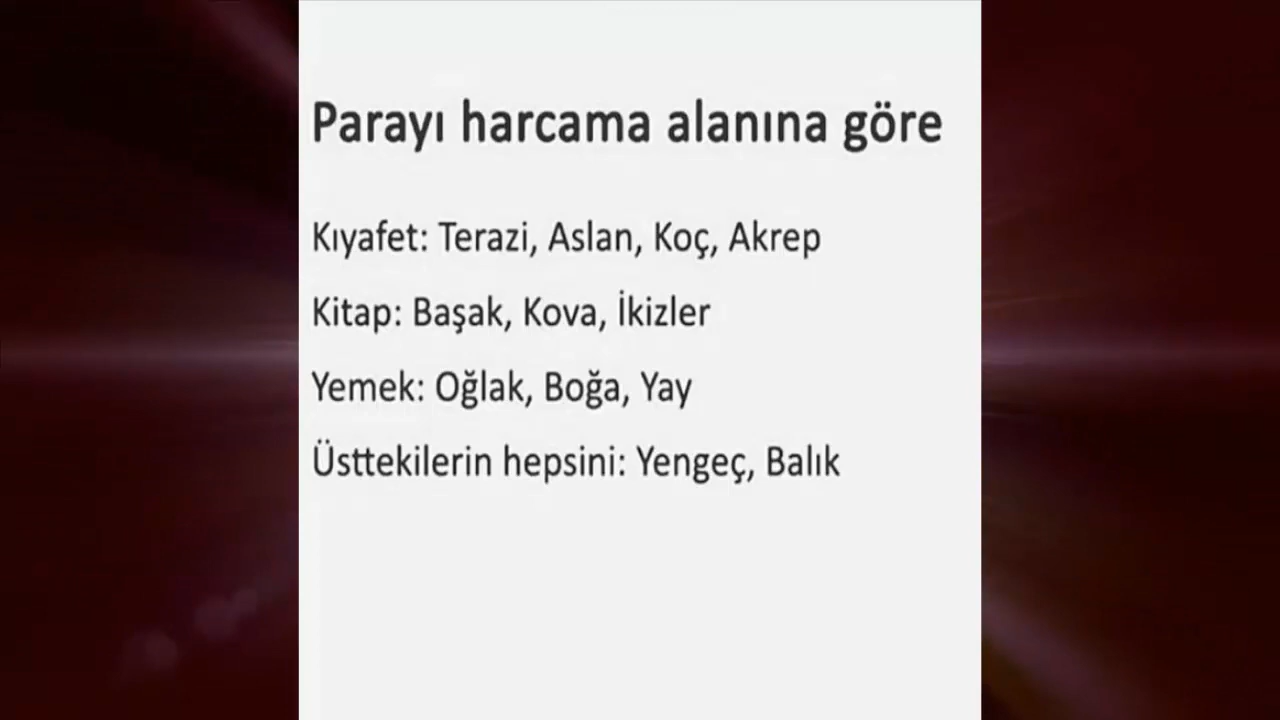 Parayı harcama alanına göre
Kıyafet: Terazi, Aslan, Koç, Akrep
Kitap: Başak, Kova, İkizler
Yemek: Oğlak, Boğa, Yay
Üsttekilerin hepsini: Yengeç, Balık